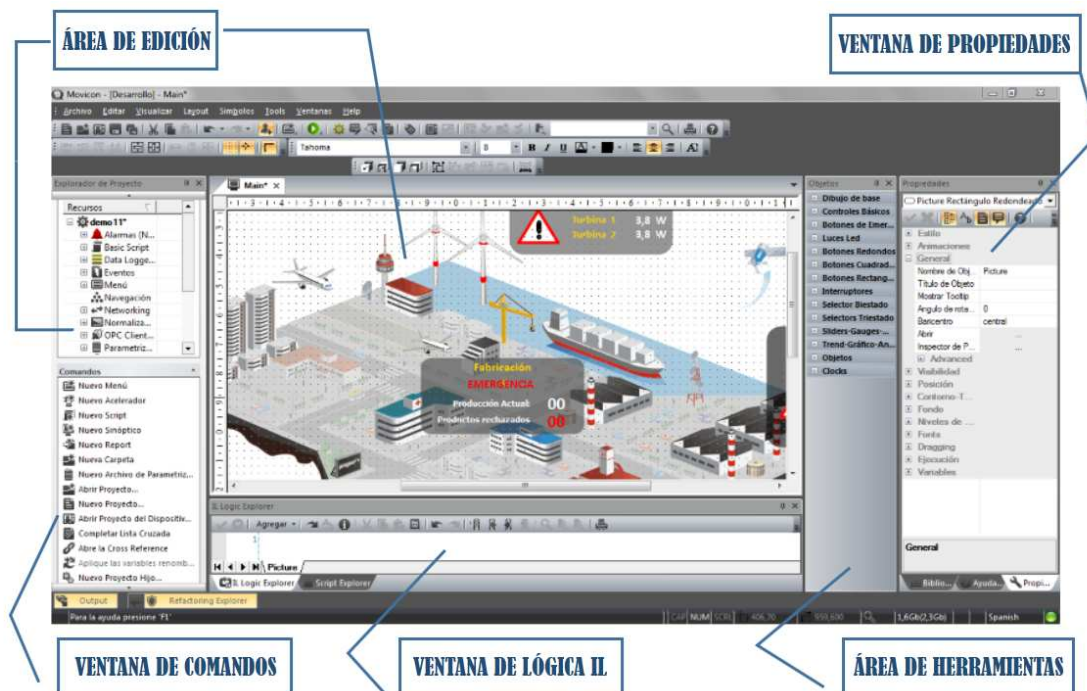 ÁREA DE EDICIÓN
VENTANA DE PROPIEDADES
Movicon - [Desarrollo] - Main*
Archivo Editar Visualizar Layout Símbolos Tools Ventanas Help
Tahoma 8 B I U A
Explorador de Proyecto
Recursos
demo11*
Alarmas (N...
Basic Script
Data Logge...
Eventos
Menú
Navegación
Networking
Normaliza...
OPC Client...
Parametriz...
Comandos
Nuevo Menú
Nuevo Acelerador
Nuevo Script
Nuevo Sinóptico
Nuevo Report
Nueva Carpeta
Nuevo Archivo de Parametriz...
Abrir Proyecto...
Nuevo Proyecto...
Abrir Proyecto del Dispositiv...
Completar Lista Cruzada
Abre la Cross Reference
Aplique las variables renomb...
Nuevo Proyecto Hijo...
Main*
Turbina 1 3,8 W
Turbina 2 3,8 W
Fabricación
EMERGENCIA
Producción Actual: 00
Productos rechazados 00
IL Logic Explorer
Agregar
1
Picture
IL Logic Explorer Script Explorer
Objetos
Dibujo de base
Controles Básicos
Botones de Emer...
Luces Led
Botones Redondos
Botones Cuadrad...
Botones Rectang...
Interruptores
Selector Biestado
Selectors Triestado
Sliders-Gauges-...
Trend-Gráfico-An...
Objetos
Clocks
Propiedades
Picture Rectángulo Redondeado
Estilo
Animaciones
General
Nombre de Obj... Picture
Título de Objeto
Mostrar Tooltip
Angulo de rota... 0
Baricentro central
Abrir ...
Inspector de P... ...
Advanced
Visibilidad
Posición
Contorno-T...
Fondo
Niveles de ...
Fonts
Dragging
Ejecución
Variables
General
Biblio... Ayuda... Propi...
Output Refactoring Explorer
Para la ayuda presione 'F1' CAP NUM SCRL 406,70 959,600 1,6Gb(2,3Gb) Spanish
VENTANA DE COMANDOS
VENTANA DE LÓGICA IL
ÁREA DE HERRAMIENTAS